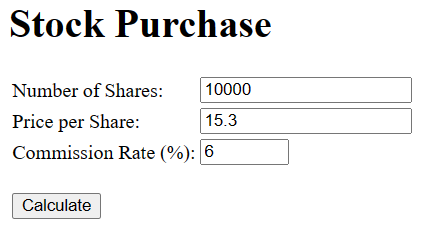 Stock Purchase
Number of Shares: 10000
Price per Share: 15.3
Commission Rate (%): 6
Calculate